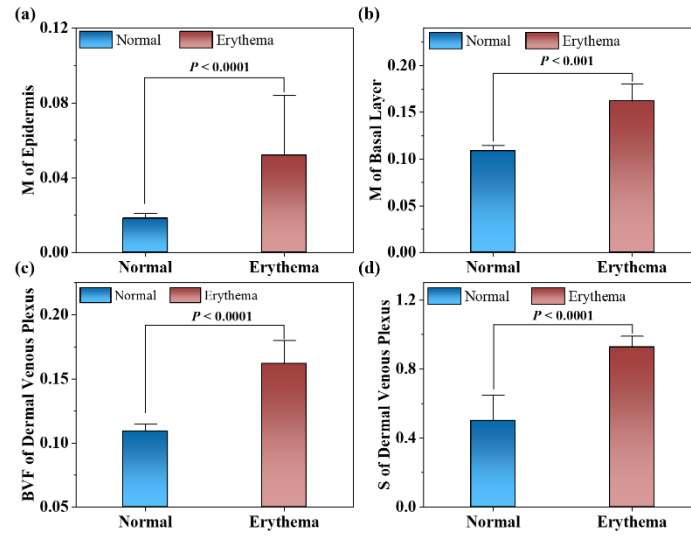 (a)
Normal Erythema
P < 0.0001
M of Epidermis
0.12
0.08
0.04
0.00
Normal Erythema
(b)
Normal Erythema
P < 0.001
M of Basal Layer
0.20
0.15
0.10
0.05
0.00
Normal Erythema
(c)
Normal Erythema
P < 0.0001
BVF of Dermal Venous Plexus
0.20
0.15
0.10
0.05
Normal Erythema
(d)
Normal Erythema
P < 0.0001
S of Dermal Venous Plexus
1.2
0.8
0.4
0.0
Normal Erythema